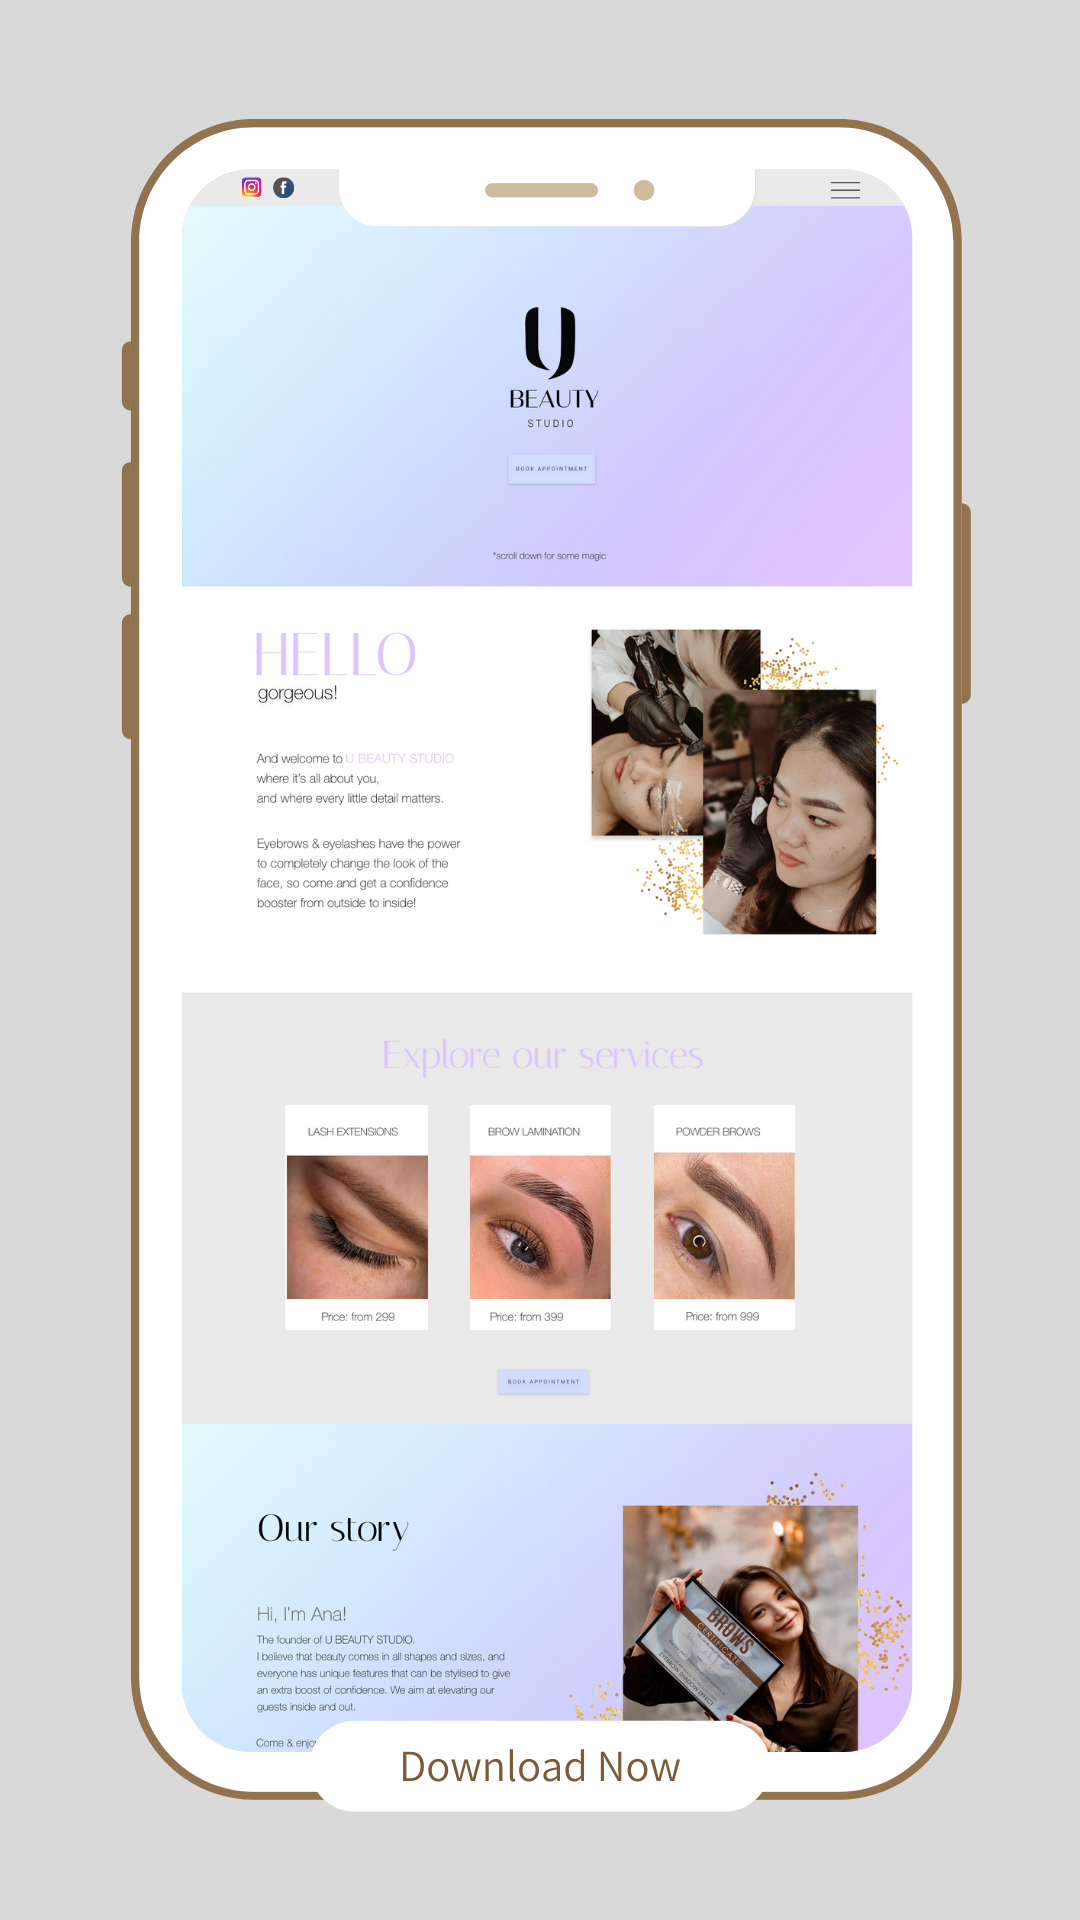 U
BEAUTY
STUDIO
BOOK APPOINTMENT
*scroll down for some magic
HELLO
gorgeous!
And welcome to U BEAUTY STUDIO
where it's all about you,
and where every little detail matters.
Eyebrows & eyelashes have the power
to completely change the look of the
face, so come and get a confidence
booster from outside to inside!
Explore our services
LASH EXTENSIONS
BROW LAMINATION
POWDER BROWS
Price: from 299
Price: from 399
Price: from 999
BOOK APPOINTMENT
Our story
Hi, I'm Ana!
The founder of U BEAUTY STUDIO.
I believe that beauty comes in all shapes and sizes, and
everyone has unique features that can be stylised to give
an extra boost of confidence. We aim at elevating our
guests inside and out.
Come & enjo
BROWS
CERTIFICATE
EYEBROW SHADOW EFFECT
Download Now